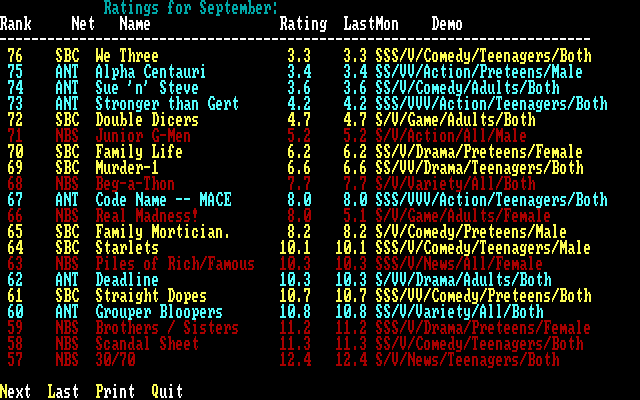 Ratings for September:
Rank Net Name Rating LastMon Demo
76 SBC We Three 3.3 3.3 SSS/V/Comedy/Teenagers/Both
75 ANT Alpha Centauri 3.4 3.4 SS/VV/Action/Preteens/Male
74 ANT Sue 'n' Steve 3.6 3.6 SS/V/Comedy/Adults/Both
73 ANT Stronger than Gert 4.2 4.2 SSS/VVV/Action/Teenagers/Both
72 SBC Double Dicers 4.7 4.7 S/V/Game/Adults/Both
71 NBS Junior G-Men 5.2 5.2 S/V/Action/All/Male
70 SBC Family Life 6.2 6.2 SS/V/Drama/Preteens/Female
69 SBC Murder-1 6.6 6.6 SS/VV/Drama/Teenagers/Both
68 NBS Beg-a-Thon 7.7 7.7 S/V/Variety/All/Both
67 ANT Code Name -- MACE 8.0 8.0 SSS/VVV/Action/Teenagers/Both
66 NBS Real Madness! 8.0 5.1 S/V/Game/Adults/Female
65 SBC Family Mortician. 8.2 8.2 S/V/Comedy/Preteens/Male
64 SBC Starlets 10.1 10.1 SSS/V/Comedy/Teenagers/Male
63 NBS Piles of Rich/Famous 10.3 10.3 SS/V/News/All/Female
62 ANT Deadline 10.3 10.3 S/VV/Drama/Adults/Both
61 SBC Straight Dopes 10.7 10.7 SSS/VV/Comedy/Preteens/Both
60 ANT Grouper Bloopers 10.8 10.8 SS/V/Variety/All/Both
59 NBS Brothers / Sisters 11.2 11.2 SSS/V/Drama/Preteens/Female
58 NBS Scandal Sheet 11.3 11.3 SS/V/Comedy/Teenagers/Both
57 NBS 30/70 12.4 12.4 S/V/News/Teenagers/Both
Next Last Print Quit